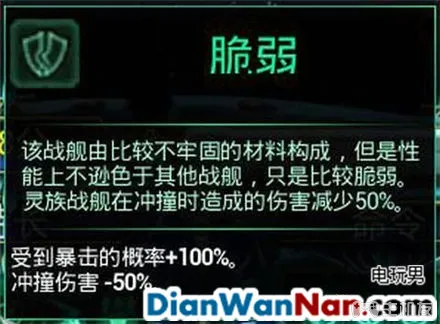 脆弱
该战舰由比较不牢固的材料构成，但是性
能上不逊色于其他战舰，只是比较脆弱。
灵族战舰在冲撞时造成的伤害减少50%。
受到暴击的概率+100%。
冲撞伤害 -50%。
电玩男
DianWanNan.com